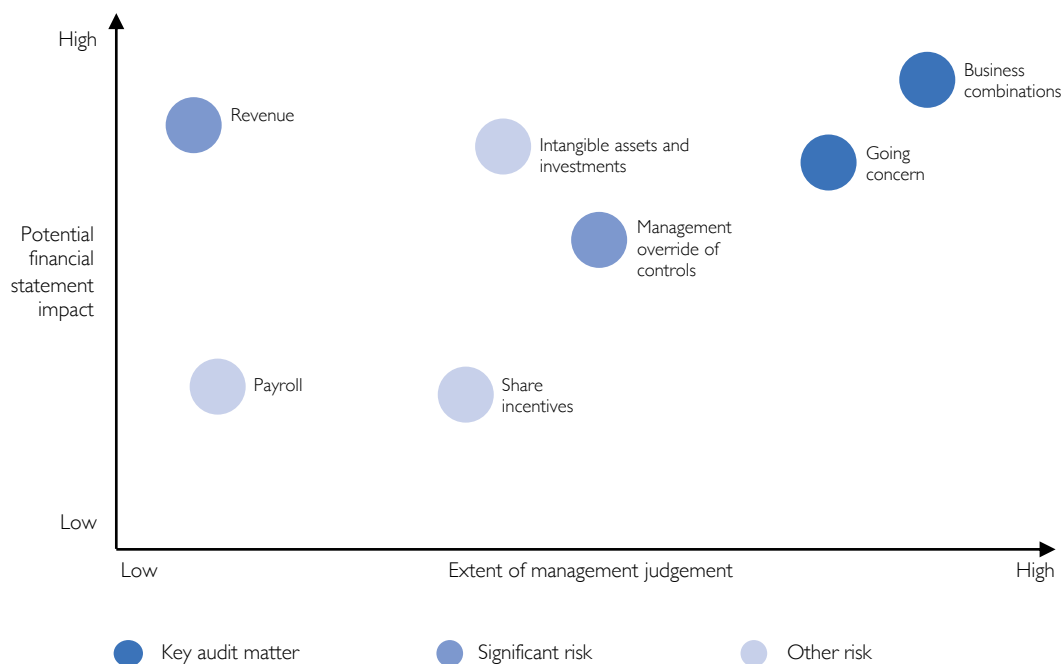 High
Business
combinations
Revenue
Intangible assets and
investments
Going
concern
Potential
financial
statement
impact
Management
override of
controls
Payroll
Share
incentives
Low
Low
Extent of management judgement
High
Key audit matter
Significant risk
Other risk